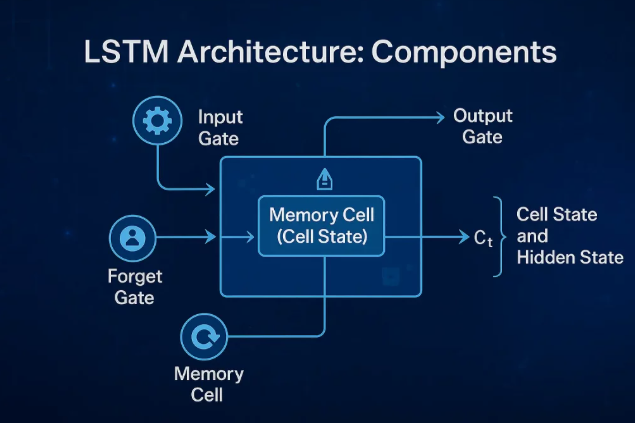 LSTM Architecture: Components
Input
Gate
Output
Gate
Memory Cell
(Cell State)
Cₜ
Cell State
and
Hidden State
Forget
Gate
Memory
Cell